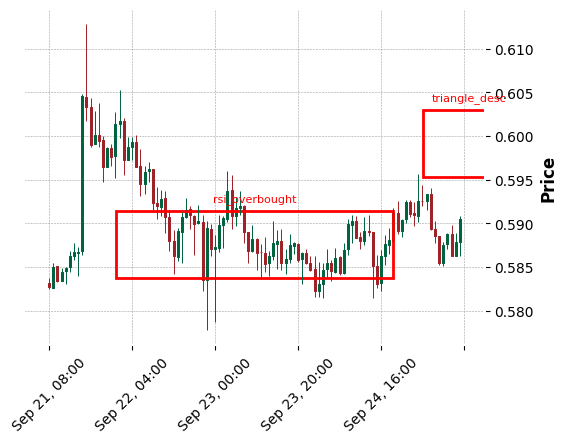 0.610
0.605
triangle_desc
0.600
0.595
rsi_overbought
0.590
0.585
0.580
Price
Sep 21, 08:00
Sep 22, 04:00
Sep 23, 00:00
Sep 23, 20:00
Sep 24, 16:00